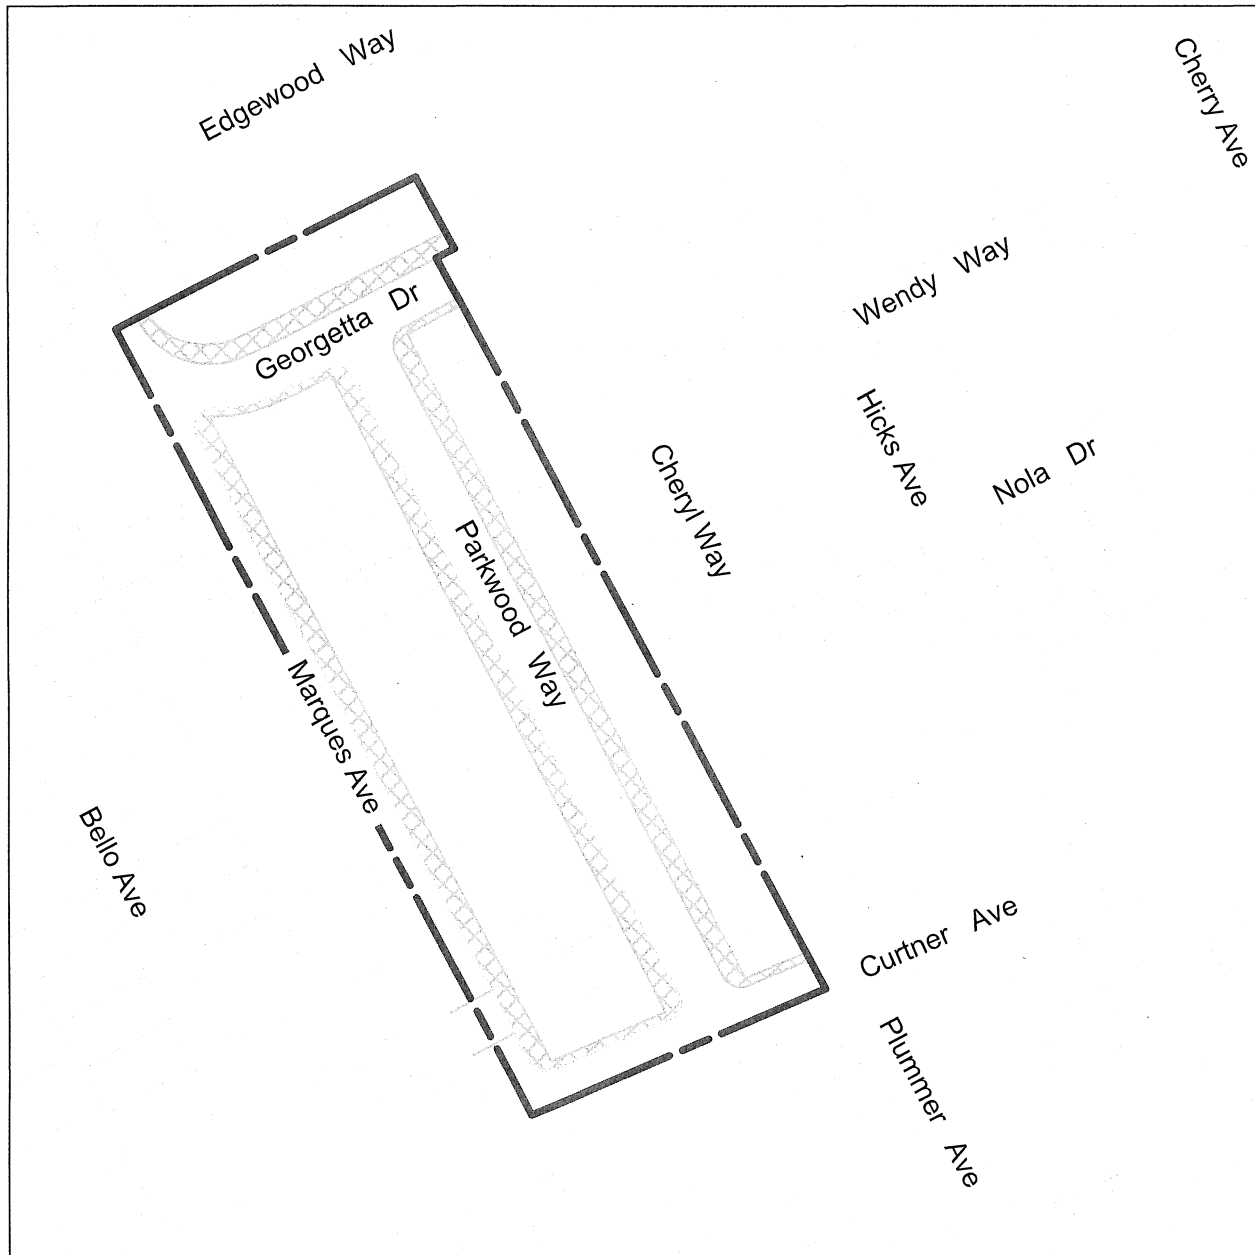 Edgewood Way
Cherry Ave
Wendy Way
Georgetta Dr
Hicks Ave
Nola Dr
Cheryl Way
Parkwood Way
Marques Ave
Bello Ave
Curtner Ave
Plummer Ave